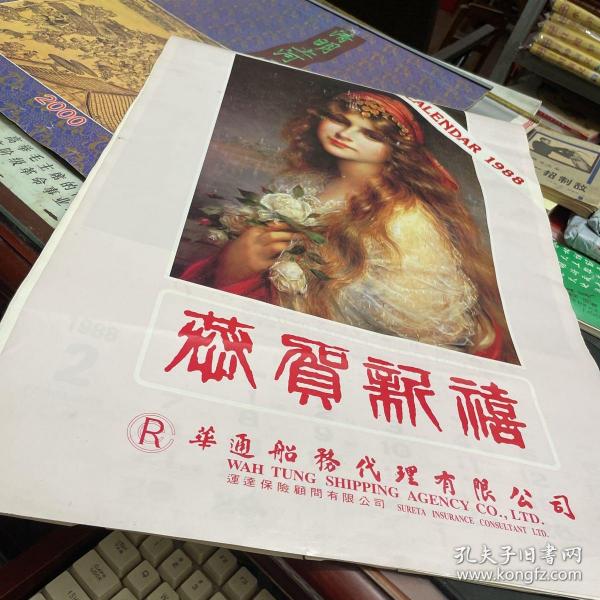 清明上河
2000
CALENDAR 1988
恭賀新禧
1988
2
R
華通船務代理有限公司
WAH TUNG SHIPPING AGENCY CO., LTD.
運達保險顧問有限公司 SURETA INSURANCE CONSULTANT LTD.
孔夫子旧书网
www.kongfz.com